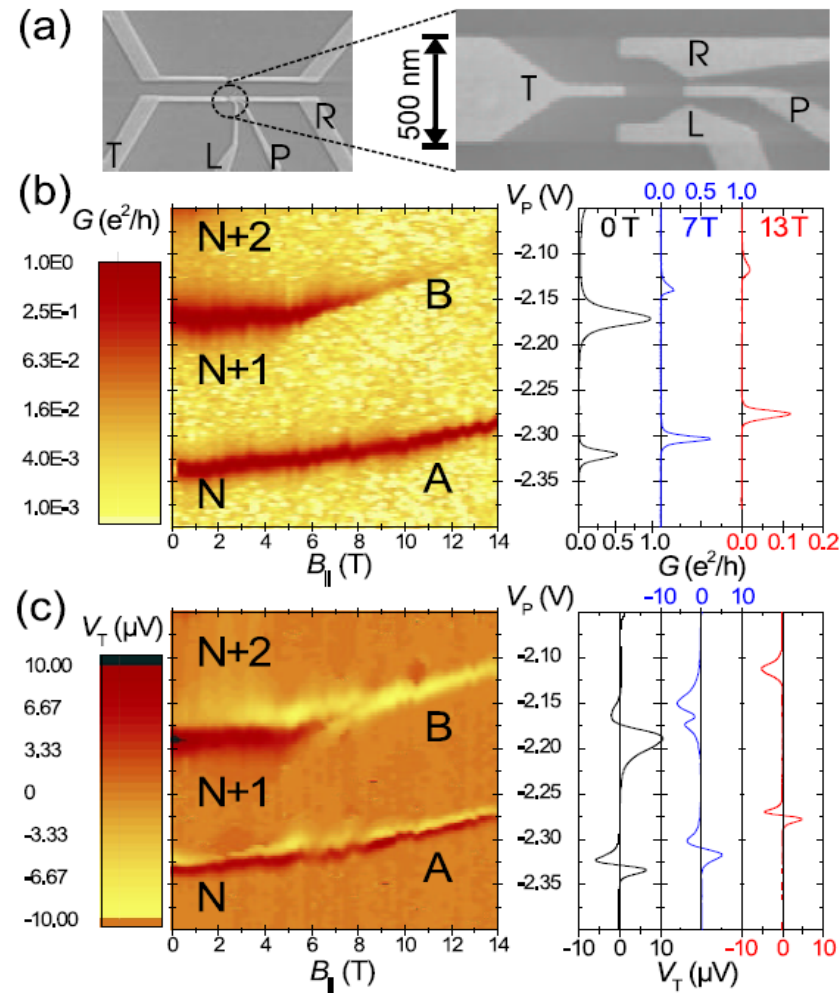 (a)
T
L
P
R
500 nm
T
R
L
P
(b)
G (e²/h)
1.0E0
2.5E-1
6.3E-2
1.6E-2
4.0E-3
1.0E-3
N+2
B
N+1
N
A
0 2 4 6 8 10 12 14
B∥ (T)
V_P (V)
0.0 0.5 1.0
0 T 7T 13T
-2.10
-2.15
-2.20
-2.25
-2.30
-2.35
0.0 0.5 1.0 0.0 0.1 0.2
G (e²/h)
(c)
V_T (μV)
10.00
6.67
3.33
0
-3.33
-6.67
-10.00
N+2
B
N+1
N
A
0 2 4 6 8 10 12 14
B∥ (T)
V_P (V)
-10 0 10
-2.10
-2.15
-2.20
-2.25
-2.30
-2.35
-10 0 10 -10 0 10
V_T (μV)